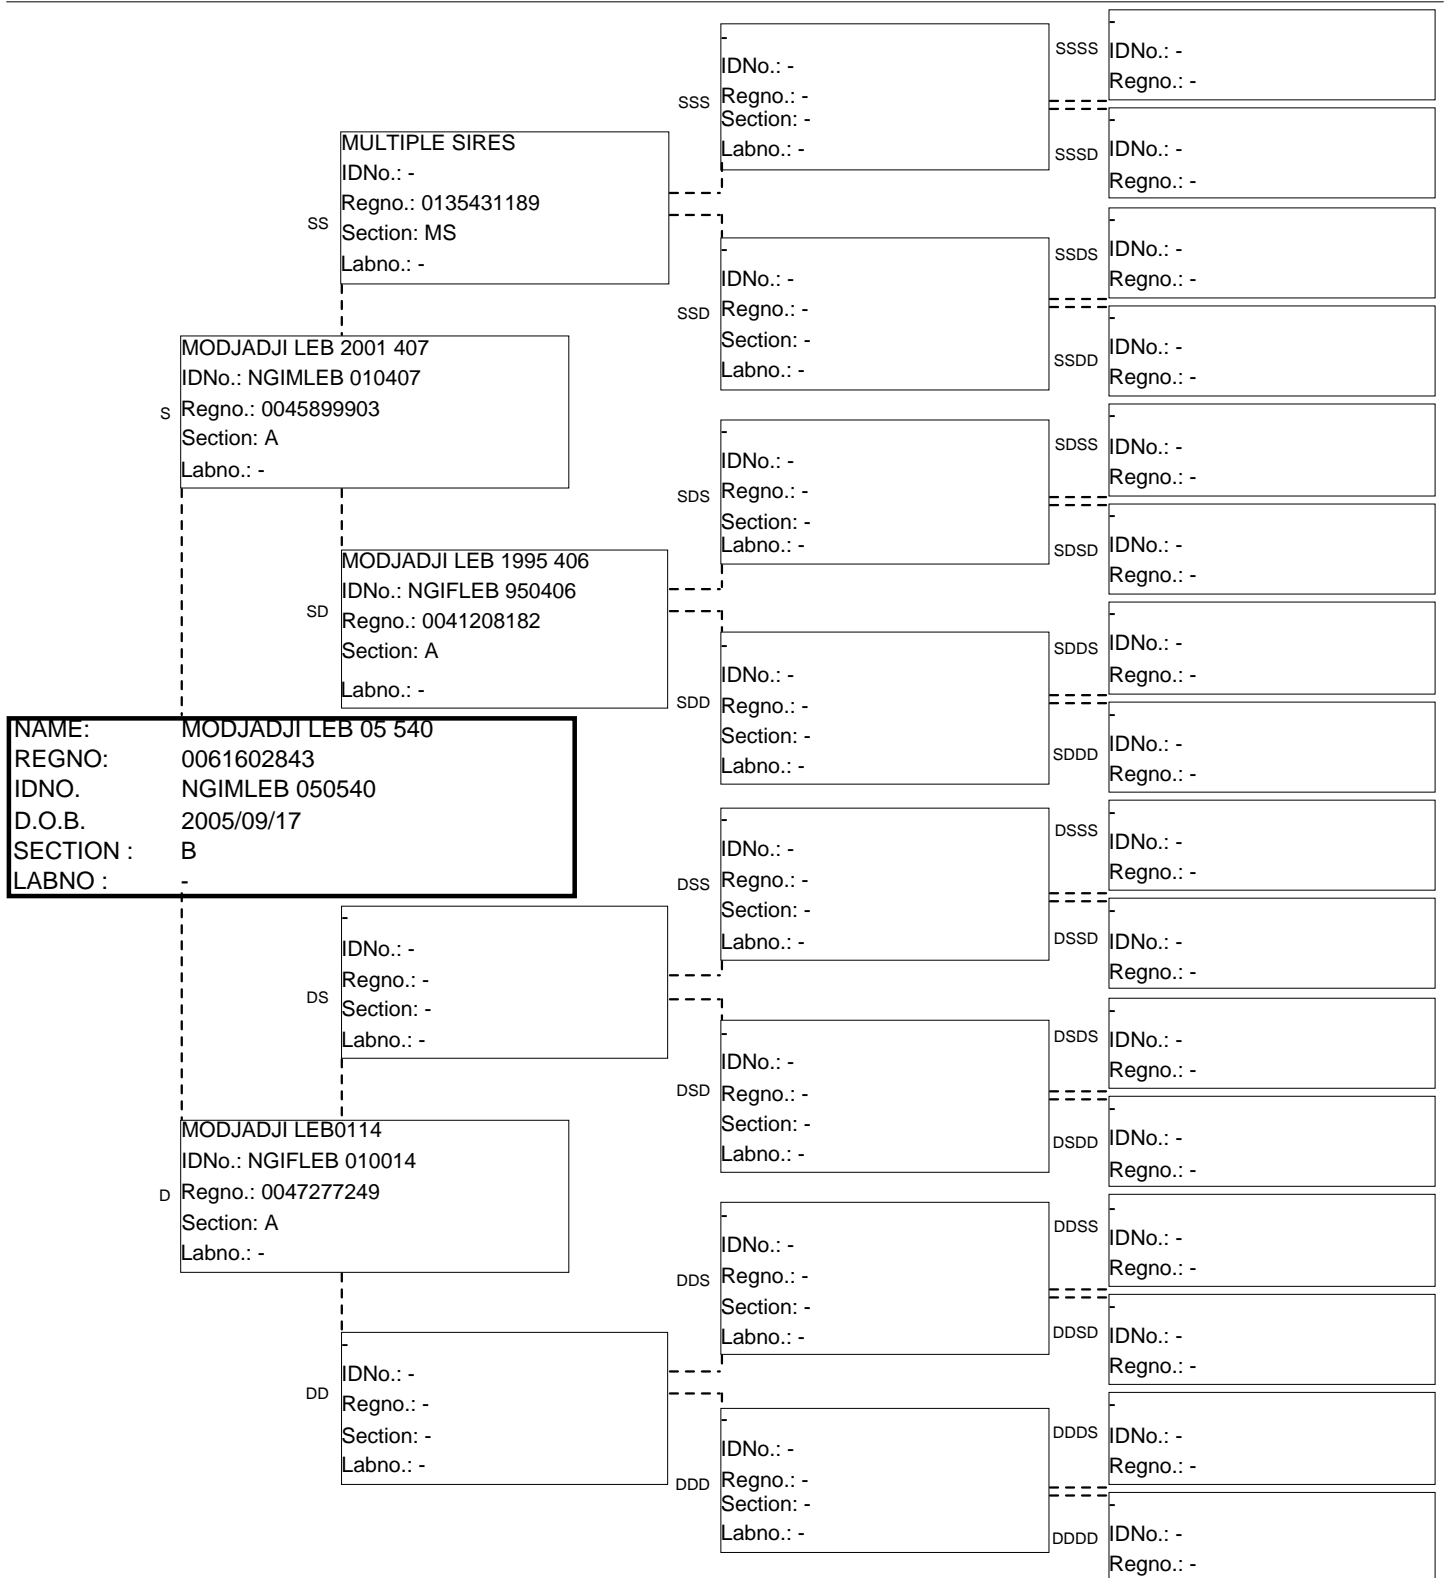 NAME: MODJADJI LEB 05 540
REGNO: 0061602843
IDNO. NGIMLEB 050540
D.O.B. 2005/09/17
SECTION : B
LABNO : -
S
MODJADJI LEB 2001 407
IDNo.: NGIMLEB 010407
Regno.: 0045899903
Section: A
Labno.: -
D
MODJADJI LEB0114
IDNo.: NGIFLEB 010014
Regno.: 0047277249
Section: A
Labno.: -
SS
MULTIPLE SIRES
IDNo.: -
Regno.: 0135431189
Section: MS
Labno.: -
SD
MODJADJI LEB 1995 406
IDNo.: NGIFLEB 950406
Regno.: 0041208182
Section: A
Labno.: -
DS
-
IDNo.: -
Regno.: -
Section: -
Labno.: -
DD
-
IDNo.: -
Regno.: -
Section: -
Labno.: -
SSS
-
IDNo.: -
Regno.: -
Section: -
Labno.: -
SSD
-
IDNo.: -
Regno.: -
Section: -
Labno.: -
SDS
-
IDNo.: -
Regno.: -
Section: -
Labno.: -
SDD
-
IDNo.: -
Regno.: -
Section: -
Labno.: -
DSS
-
IDNo.: -
Regno.: -
Section: -
Labno.: -
DSD
-
IDNo.: -
Regno.: -
Section: -
Labno.: -
DDS
-
IDNo.: -
Regno.: -
Section: -
Labno.: -
DDD
-
IDNo.: -
Regno.: -
Section: -
Labno.: -
SSSS
-
IDNo.: -
Regno.: -
SSSD
-
IDNo.: -
Regno.: -
SSDS
-
IDNo.: -
Regno.: -
SSDD
-
IDNo.: -
Regno.: -
SDSS
-
IDNo.: -
Regno.: -
SDSD
-
IDNo.: -
Regno.: -
SDDS
-
IDNo.: -
Regno.: -
SDDD
-
IDNo.: -
Regno.: -
DSSS
-
IDNo.: -
Regno.: -
DSSD
-
IDNo.: -
Regno.: -
DSDS
-
IDNo.: -
Regno.: -
DSDD
-
IDNo.: -
Regno.: -
DDSS
-
IDNo.: -
Regno.: -
DDSD
-
IDNo.: -
Regno.: -
DDDS
-
IDNo.: -
Regno.: -
DDDD
-
IDNo.: -
Regno.: -